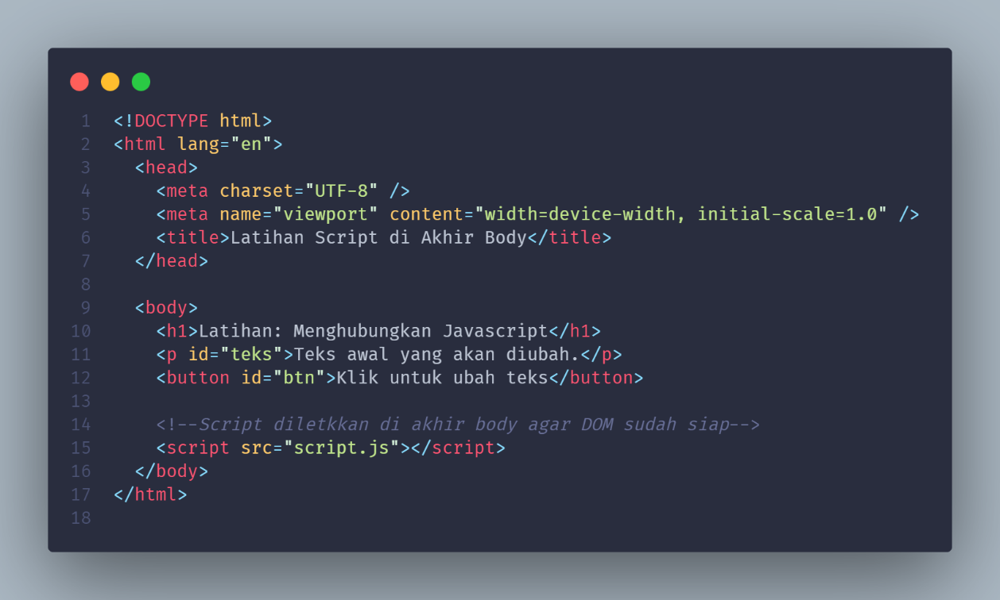 1 <!DOCTYPE html>
2 <html lang="en">
3   <head>
4     <meta charset="UTF-8" />
5     <meta name="viewport" content="width=device-width, initial-scale=1.0" />
6     <title>Latihan Script di Akhir Body</title>
7   </head>
8
9   <body>
10     <h1>Latihan: Menghubungkan Javascript</h1>
11     <p id="teks">Teks awal yang akan diubah.</p>
12     <button id="btn">Klik untuk ubah teks</button>
13
14     <!--Script diletkkan di akhir body agar DOM sudah siap-->
15     <script src="script.js"></script>
16   </body>
17 </html>
18